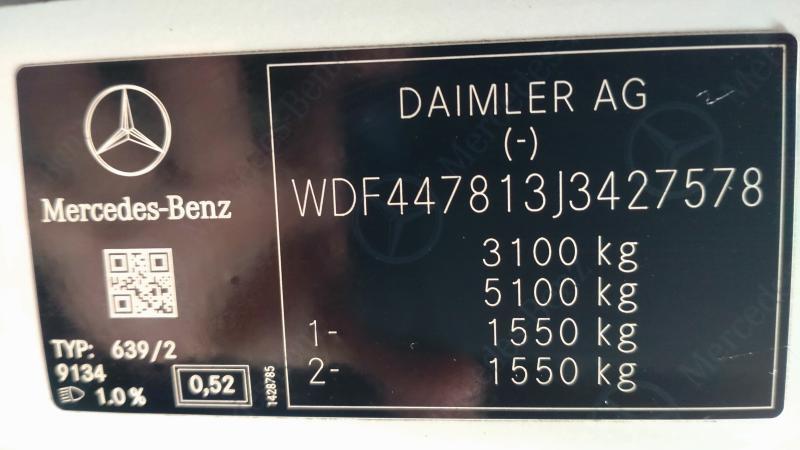 DAIMLER AG
(-)
WDF447813J3427578
3100 kg
5100 kg
1- 1550 kg
2- 1550 kg
Mercedes-Benz
TYP: 639/2
9134
1.0%
0,52
1428785